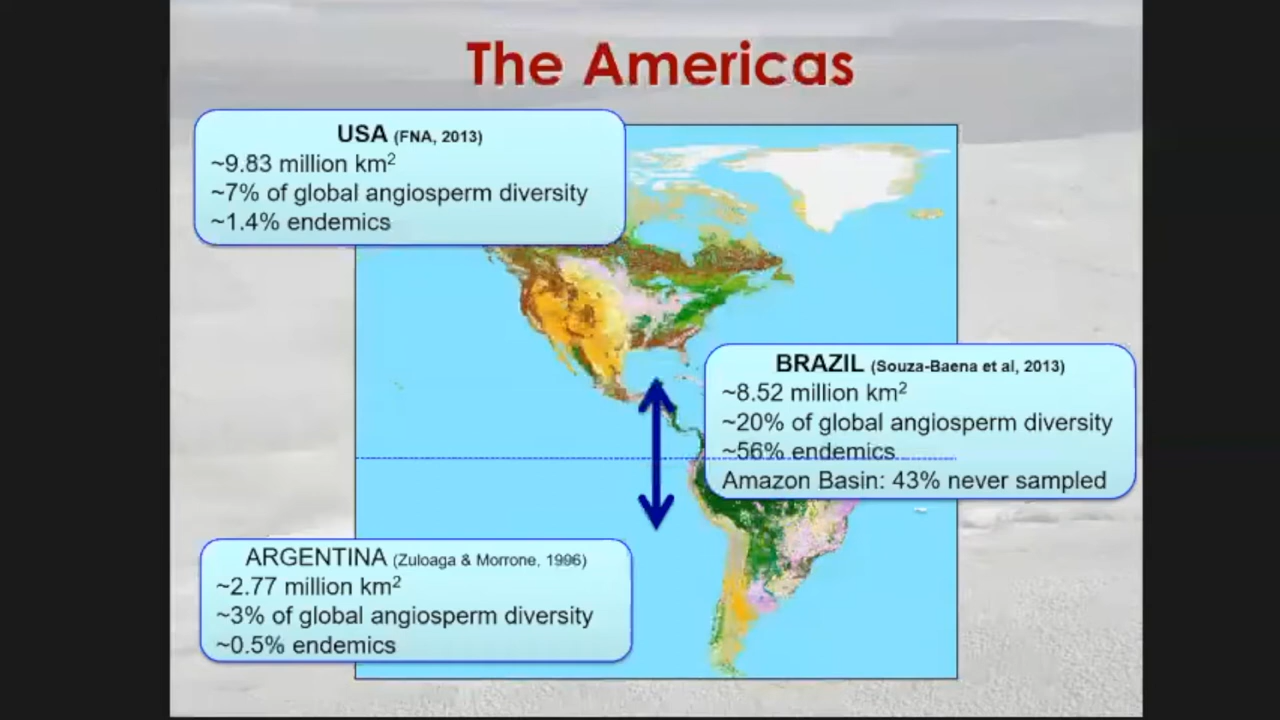 The Americas
USA (FNA, 2013)
~9.83 million km²
~7% of global angiosperm diversity
~1.4% endemics
BRAZIL (Souza-Baena et al, 2013)
~8.52 million km²
~20% of global angiosperm diversity
~56% endemics
Amazon Basin: 43% never sampled
ARGENTINA (Zuloaga & Morrone, 1996)
~2.77 million km²
~3% of global angiosperm diversity
~0.5% endemics